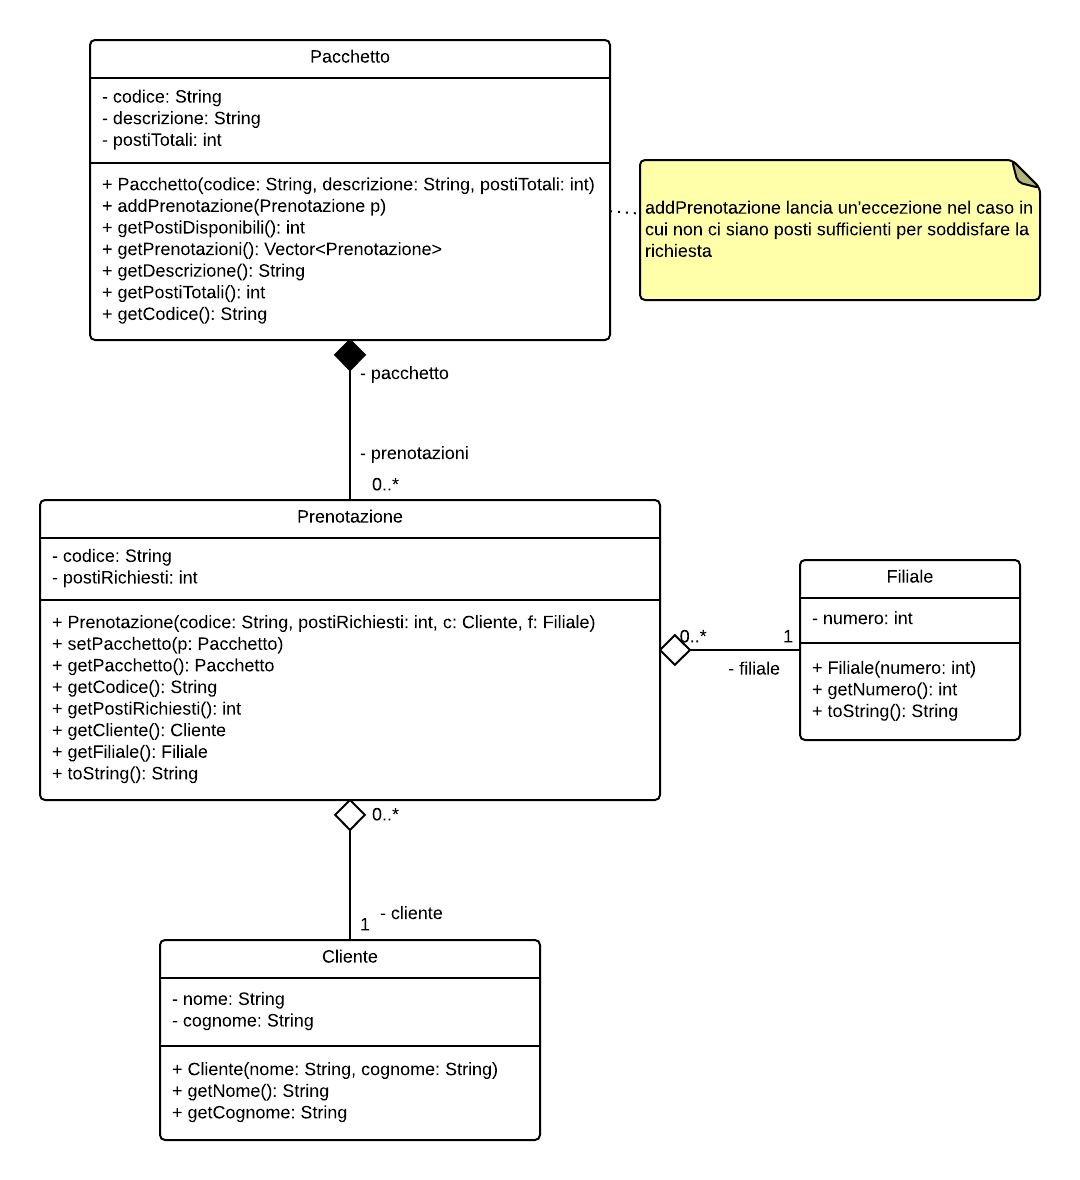 Pacchetto
- codice: String
- descrizione: String
- postiTotali: int
+ Pacchetto(codice: String, descrizione: String, postiTotali: int)
+ addPrenotazione(Prenotazione p)
+ getPostiDisponibili(): int
+ getPrenotazioni(): Vector<Prenotazione>
+ getDescrizione(): String
+ getPostiTotali(): int
+ getCodice(): String
addPrenotazione lancia un'eccezione nel caso in
cui non ci siano posti sufficienti per soddisfare la
richiesta
- pacchetto
- prenotazioni
0..*
Prenotazione
- codice: String
- postiRichiesti: int
+ Prenotazione(codice: String, postiRichiesti: int, c: Cliente, f: Filiale)
+ setPacchetto(p: Pacchetto)
+ getPacchetto(): Pacchetto
+ getCodice(): String
+ getPostiRichiesti(): int
+ getCliente(): Cliente
+ getFiliale(): Filiale
+ toString(): String
0..*
1
- filiale
Filiale
- numero: int
+ Filiale(numero: int)
+ getNumero(): int
+ toString(): String
0..*
- cliente
1
Cliente
- nome: String
- cognome: String
+ Cliente(nome: String, cognome: String)
+ getNome(): String
+ getCognome: String